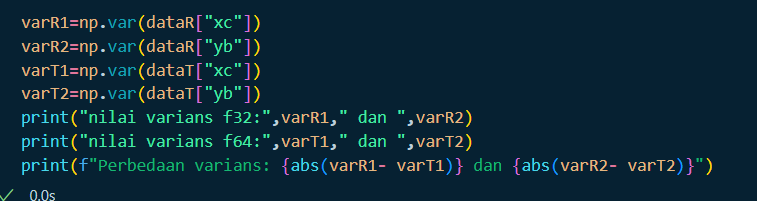 varR1=np.var(dataR["xc"])
varR2=np.var(dataR["yb"])
varT1=np.var(dataT["xc"])
varT2=np.var(dataT["yb"])
print("nilai varians f32:",varR1," dan ",varR2)
print("nilai varians f64:",varT1," dan ",varT2)
print(f"Perbedaan varians: {abs(varR1- varT1)} dan {abs(varR2- varT2)}")
0.0s